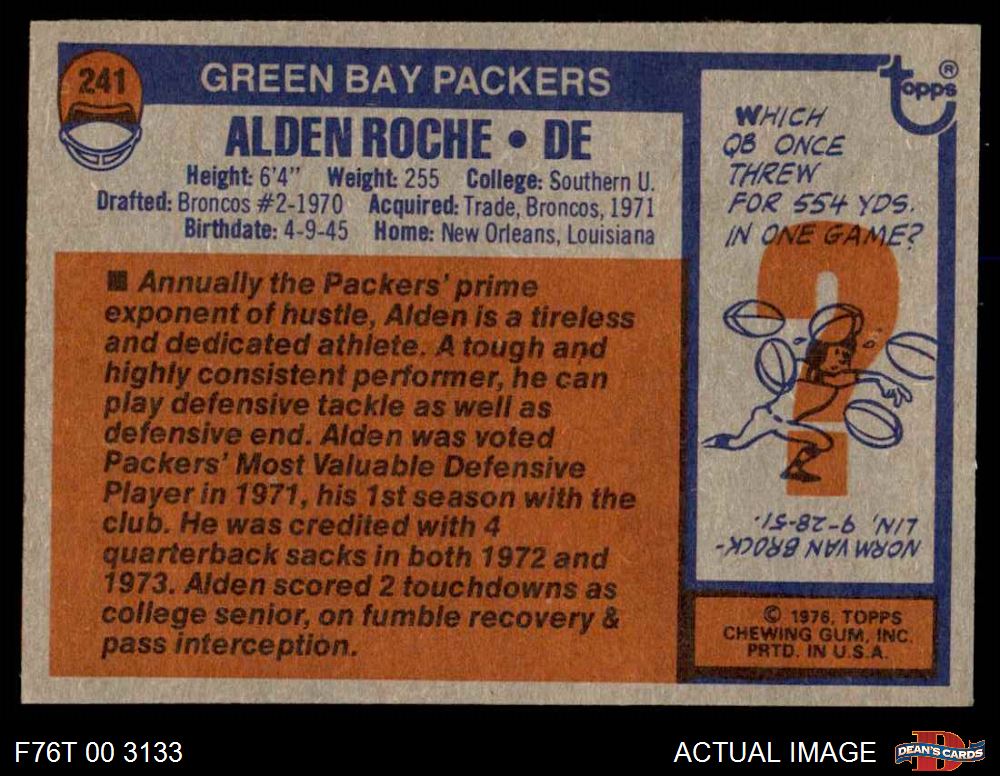 241
GREEN BAY PACKERS
ALDEN ROCHE • DE
Height: 6'4" Weight: 255 College: Southern U.
Drafted: Broncos #2-1970 Acquired: Trade, Broncos, 1971
Birthdate: 4-9-45 Home: New Orleans, Louisiana
Annually the Packers' prime
exponent of hustle, Alden is a tireless
and dedicated athlete. A tough and
highly consistent performer, he can
play defensive tackle as well as
defensive end. Alden was voted
Packers' Most Valuable Defensive
Player in 1971, his 1st season with the
club. He was credited with 4
quarterback sacks in both 1972 and
1973. Alden scored 2 touchdowns as
college senior, on fumble recovery &
pass interception.
topps®
WHICH
QB ONCE
THREW
FOR 554 YDS.
IN ONE GAME?
?
NORM VAN BROCK-
LIN, 9-28-51.
© 1976, TOPPS
CHEWING GUM, INC.
PRTD. IN U.S.A.
F76T 00 3133
ACTUAL IMAGE
DEAN'S CARDS